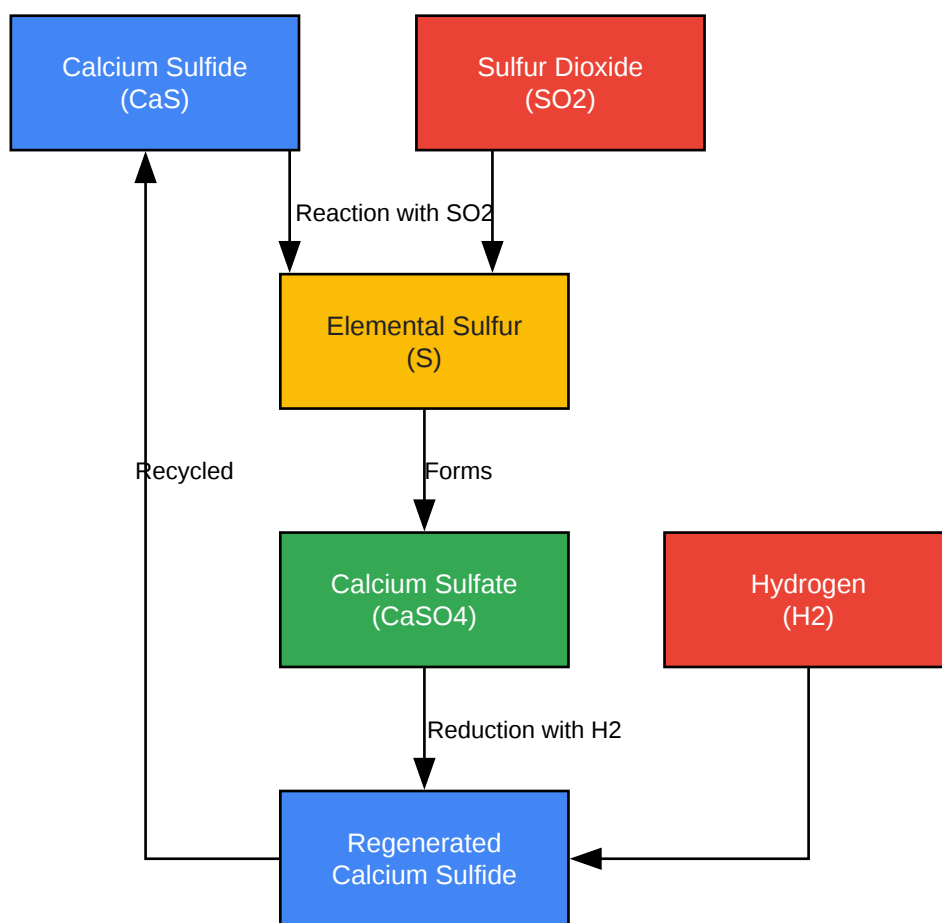 Calcium Sulfide
(CaS)
Sulfur Dioxide
(SO2)
Reaction with SO2
Elemental Sulfur
(S)
Recycled
Forms
Calcium Sulfate
(CaSO4)
Hydrogen
(H2)
Reduction with H2
Regenerated
Calcium Sulfide